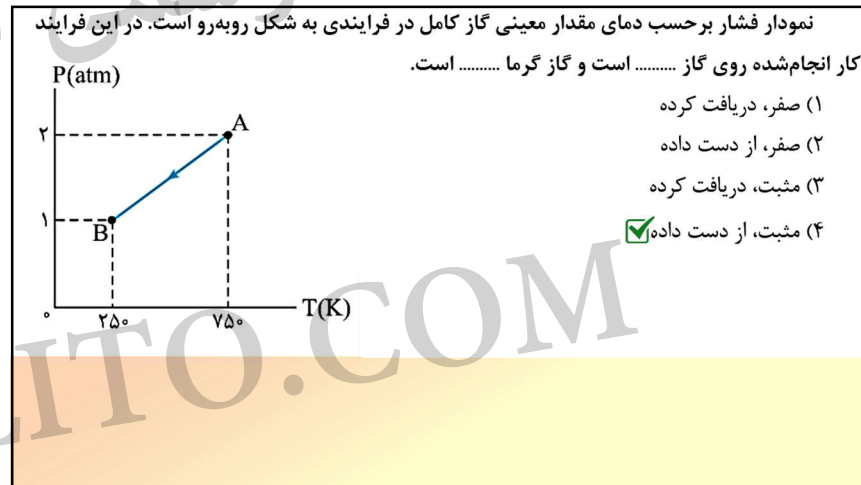 نمودار فشار برحسب دمای مقدار معینی گاز کامل در فرایندی به شکل روبه‌رو است. در این فرایند
کار انجام‌شده روی گاز .......... است و گاز گرما .......... است.
۱) صفر، دریافت کرده
۲) صفر، از دست داده
۳) مثبت، دریافت کرده
۴) مثبت، از دست داده
P(atm)
۲
A
۱
B
۰
۲۵۰
۷۵۰
T(K)
LITO.COM